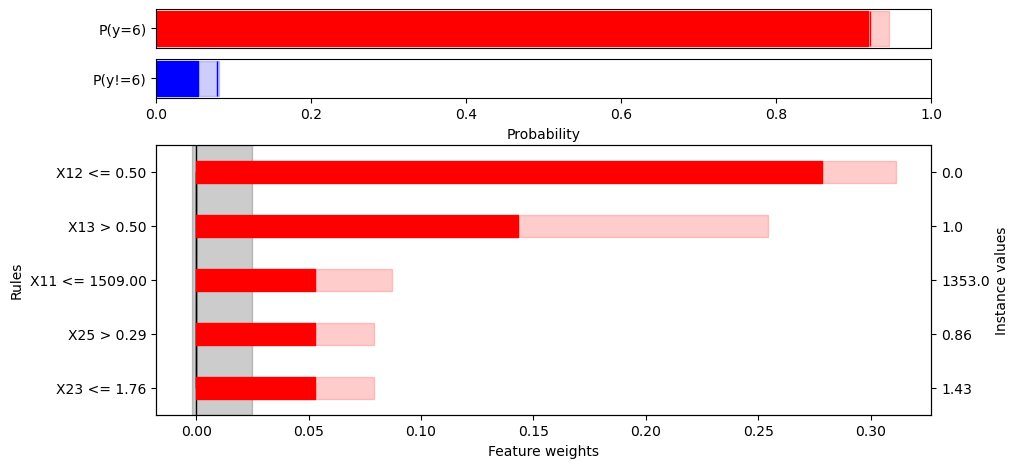 P(y=6)
P(y!=6)
0.0 0.2 0.4 0.6 0.8 1.0
Probability
X12 <= 0.50 0.0
X13 > 0.50 1.0
X11 <= 1509.00 1353.0
X25 > 0.29 0.86
X23 <= 1.76 1.43
Rules
Instance values
0.00 0.05 0.10 0.15 0.20 0.25 0.30
Feature weights